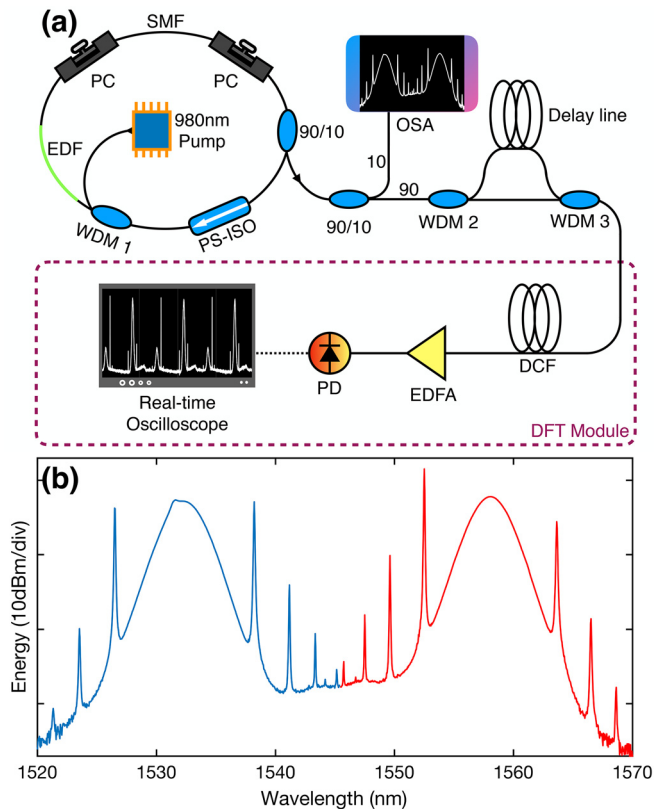 (a)
SMF
PC
PC
980nm
Pump
EDF
90/10
OSA
Delay line
10
90
WDM 1
PS-ISO
90/10
WDM 2
WDM 3
Real-time
Oscilloscope
PD
EDFA
DCF
DFT Module
(b)
Energy (10dBm/div)
1520
1530
1540
1550
1560
1570
Wavelength (nm)